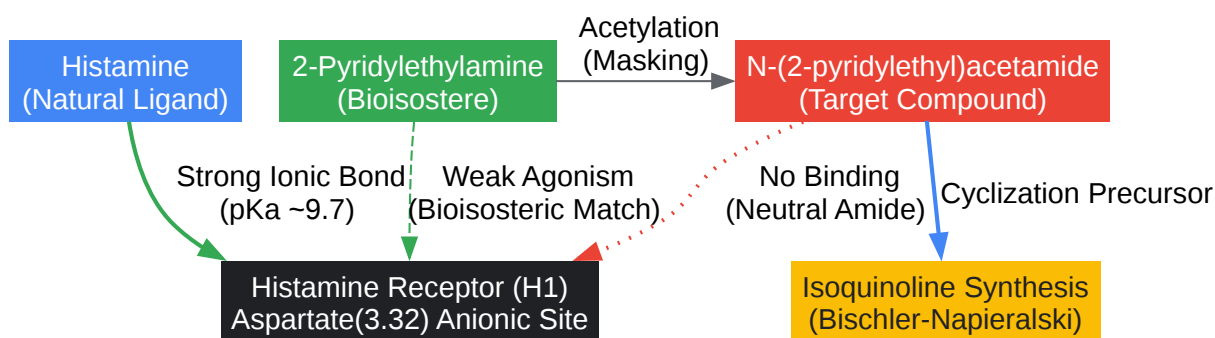 Histamine
(Natural Ligand)
2-Pyridylethylamine
(Bioisostere)
Acetylation
(Masking)
N-(2-pyridylethyl)acetamide
(Target Compound)
Strong Ionic Bond
(pKa ~9.7)
Weak Agonism
(Bioisosteric Match)
No Binding
(Neutral Amide)
Cyclization Precursor
Histamine Receptor (H1)
Aspartate(3.32) Anionic Site
Isoquinoline Synthesis
(Bischler-Napieralski)